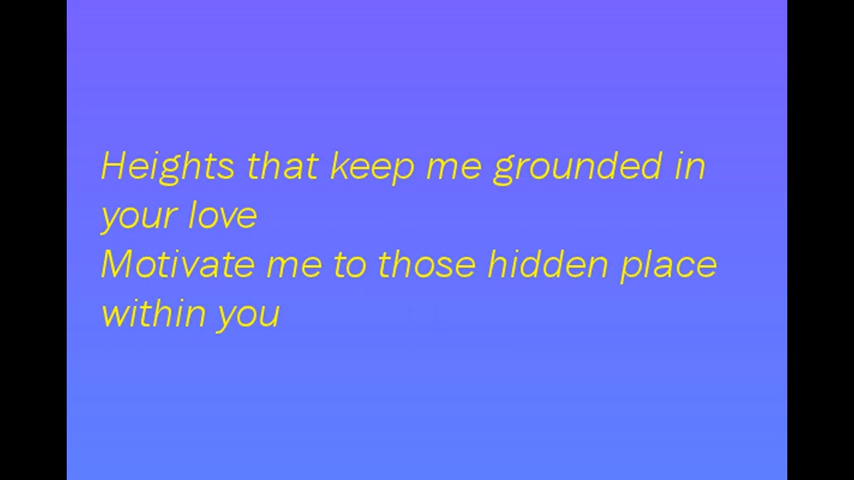 Heights that keep me grounded in
your love
Motivate me to those hidden place
within you